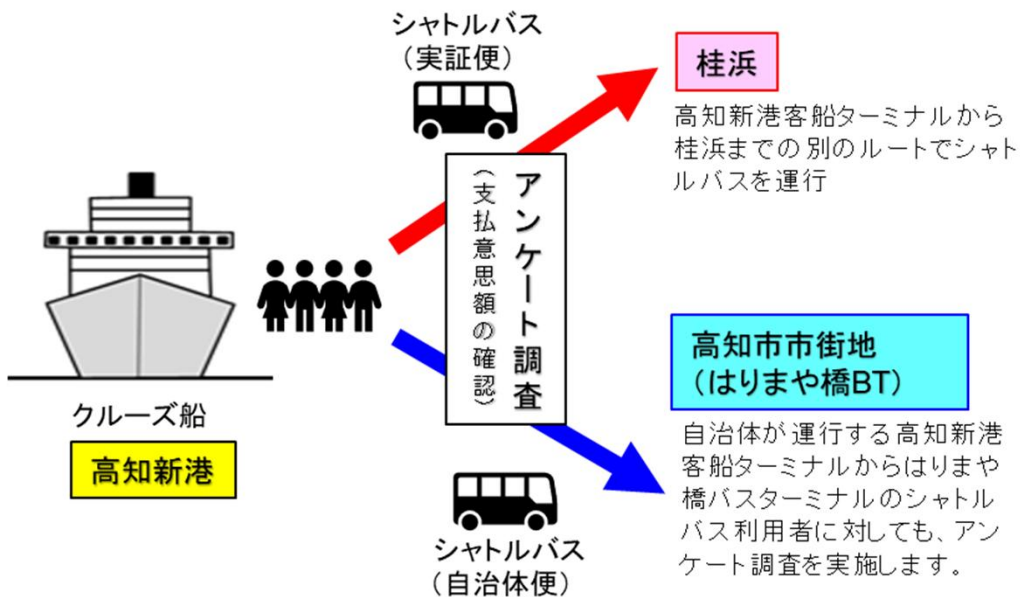 シャトルバス
（実証便）
桂浜
高知新港客船ターミナルから
桂浜までの別のルートでシャト
ルバスを運行
アンケート調査
（支払意思額の確認）
クルーズ船
高知新港
高知市市街地
（はりまや橋BT）
自治体が運行する高知新港
客船ターミナルからはりまや
橋バスターミナルのシャトル
バス利用者に対しても、アン
ケート調査を実施します。
シャトルバス
（自治体便）